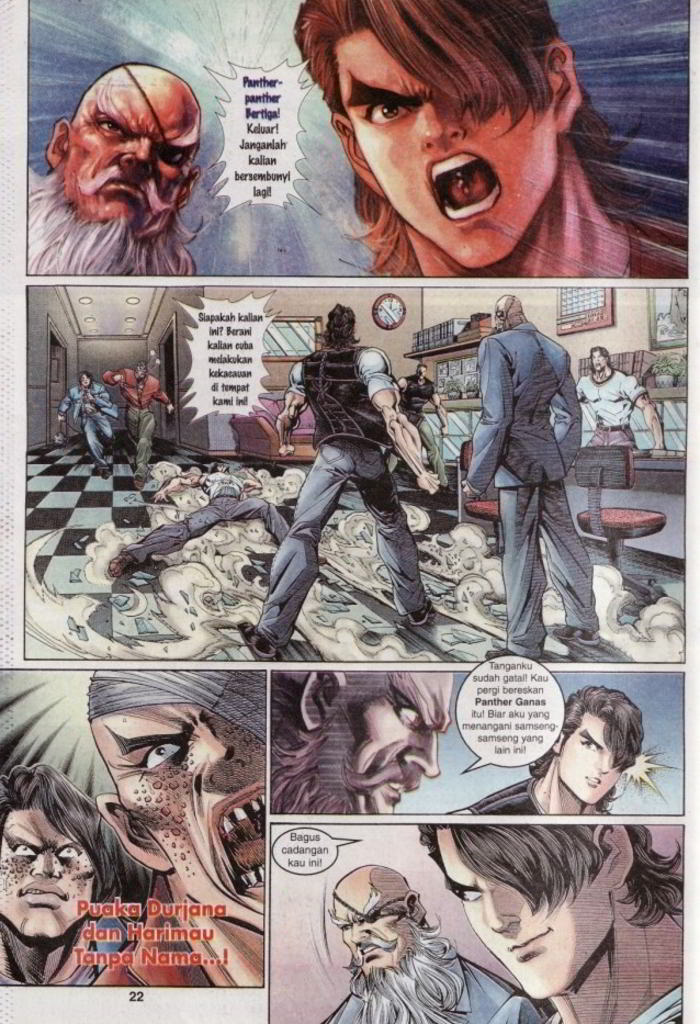 Panther-
panther
Bertiga!
Keluar!
Janganlah
kalian
bersembunyi
lagi!
Siapakah kalian
ini? Berani
kalian cuba
melakukan
kekacauan
di tempat
kami ini!
Tanganku
sudah gatal! Kau
pergi bereskan
Panther Ganas
itu! Biar aku yang
menangani samseng-
samseng yang
lain ini!
Puaka Durjana
dan Harimau
Tanpa Nama...!
Bagus
cadangan
kau ini!
22